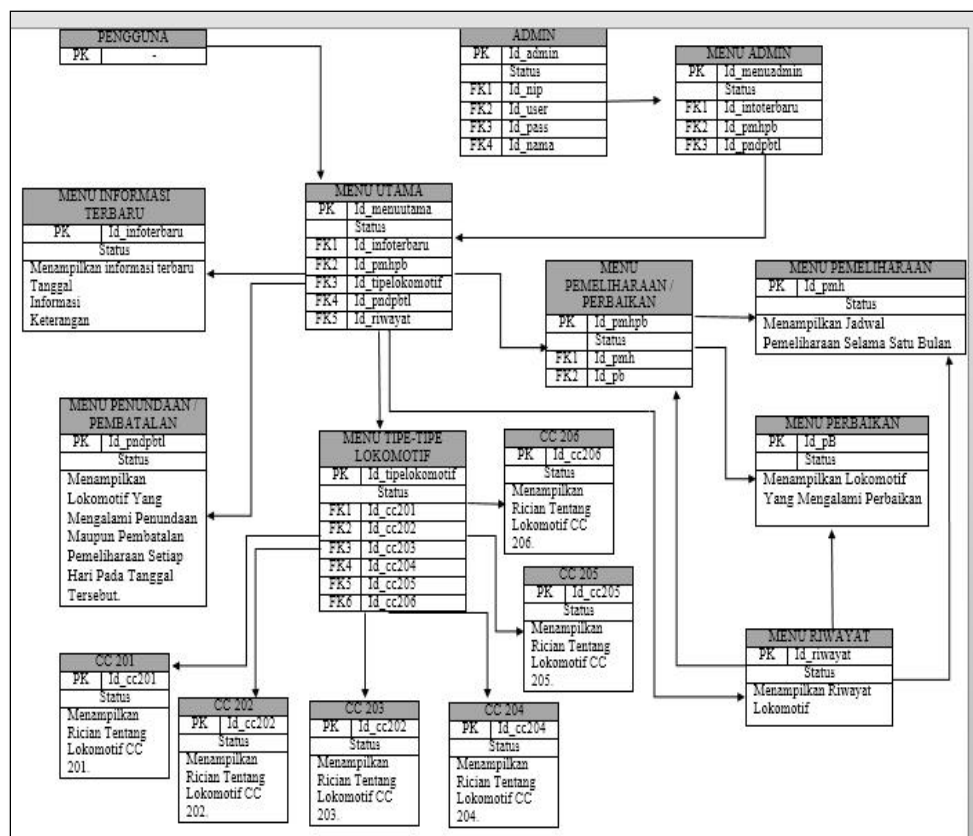 PENGGUNA
PK -
ADMIN
PK Id_admin
Status
FK1 Id_nip
FK2 Id_user
FK3 Id_pass
FK4 Id_nama
MENU ADMIN
PK Id_menuadmin
Status
FK1 Id_intoterbaru
FK2 Id_pmhpb
FK3 Id_pndpbtl
MENU INFORMASI
TERBARU
PK Id_infoterbaru
Status
Menampilkan informasi terbaru
Tanggal
Informasi
Keterangan
MENU UTAMA
PK Id_menuutama
Status
FK1 Id_infoterbaru
FK2 Id_pmhpb
FK3 Id_tipelokomotif
FK4 Id_pndpbtl
FK5 Id_riwayat
MENU
PEMELIHARAAN /
PERBAIKAN
PK Id_pmhpb
Status
FK1 Id_pmh
FK2 Id_pb
MENU PEMELIHARAAN
PK Id_pmh
Status
Menampilkan Jadwal
Pemeliharaan Selama Satu Bulan
MENU PENUNDAAN /
PEMBATALAN
PK Id_pndpbtl
Status
Menampilkan
Lokomotif Yang
Mengalami Penundaan
Maupun Pembatalan
Pemeliharaan Setiap
Hari Pada Tanggal
Tersebut.
MENU TIPE-TIPE
LOKOMOTIF
PK Id_tipelokomotif
Status
FK1 Id_cc201
FK2 Id_cc202
FK3 Id_cc203
FK4 Id_cc204
FK5 Id_cc205
FK6 Id_cc206
CC 206
PK Id_cc206
Status
Menampilkan
Rician Tentang
Lokomotif CC
206.
MENU PERBAIKAN
PK Id_pB
Status
Menampilkan Lokomotif
Yang Mengalami Perbaikan
CC 205
PK Id_cc205
Status
Menampilkan
Rician Tentang
Lokomotif CC
205.
MENU RIWAYAT
PK Id_riwayat
Status
Menampilkan Riwayat
Lokomotif
CC 201
PK Id_cc201
Status
Menampilkan
Rician Tentang
Lokomotif CC
201.
CC 202
PK Id_cc202
Status
Menampilkan
Rician Tentang
Lokomotif CC
202.
CC 203
PK Id_cc202
Status
Menampilkan
Rician Tentang
Lokomotif CC
203.
CC 204
PK Id_cc204
Status
Menampilkan
Rician Tentang
Lokomotif CC
204.